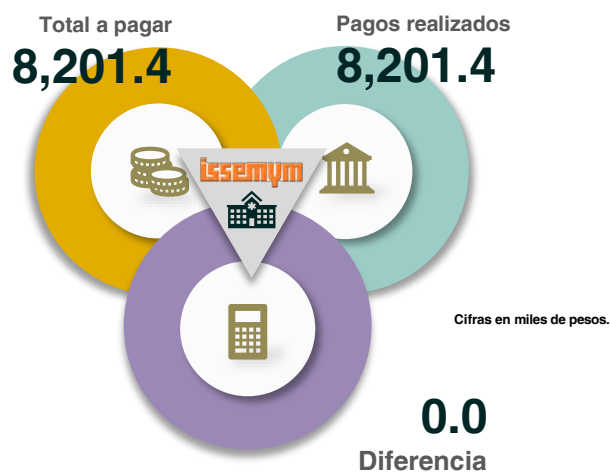 Total a pagar
8,201.4
Pagos realizados
8,201.4
issemym
Cifras en miles de pesos.
0.0
Diferencia